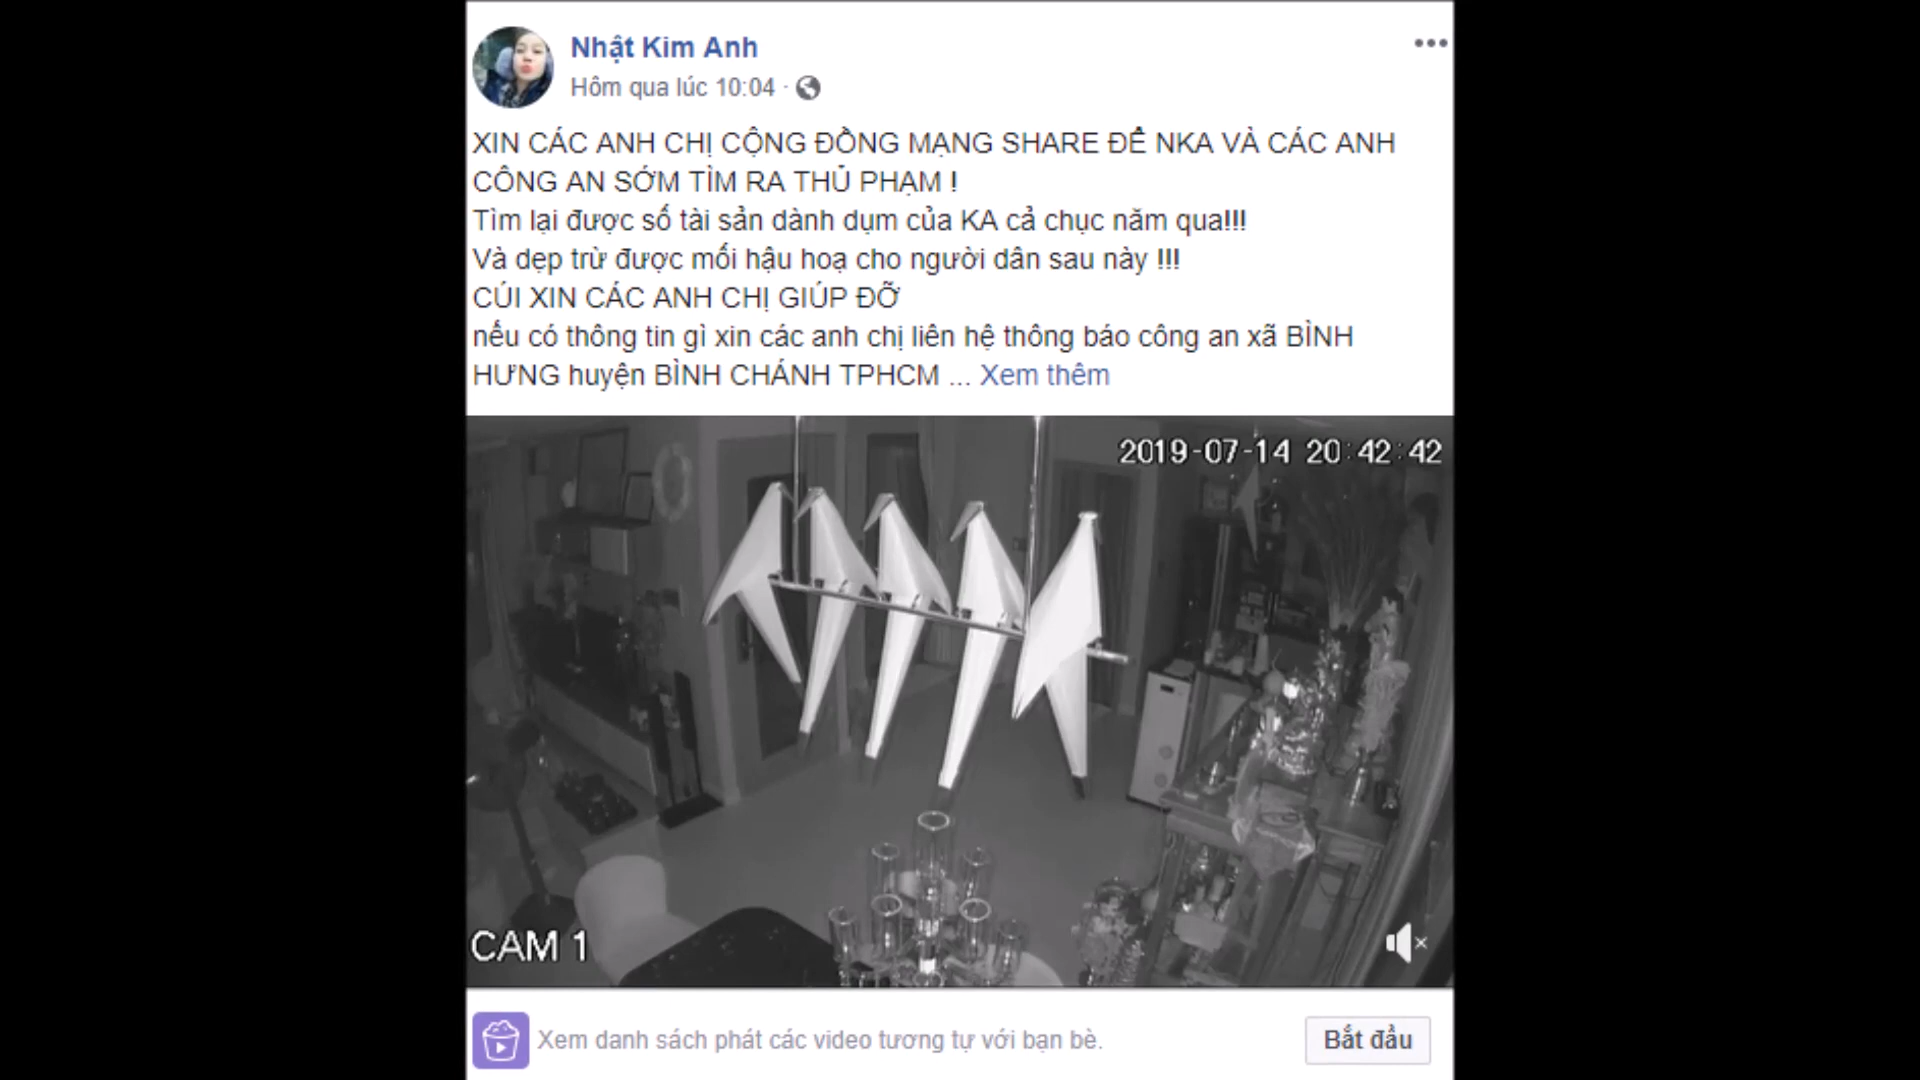 Nhật Kim Anh
Hôm qua lúc 10:04 ·
XIN CÁC ANH CHỊ CỘNG ĐỒNG MẠNG SHARE ĐỂ NKA VÀ CÁC ANH
CÔNG AN SỚM TÌM RA THỦ PHẠM !
Tìm lại được số tài sản dành dụm của KA cả chục năm qua!!!
Và dẹp trừ được mối hậu hoạ cho người dân sau này !!!
CÚI XIN CÁC ANH CHỊ GIÚP ĐỠ
nếu có thông tin gì xin các anh chị liên hệ thông báo công an xã BÌNH
HƯNG huyện BÌNH CHÁNH TPHCM ... Xem thêm
2019-07-14 20:42:42
CAM 1
Xem danh sách phát các video tương tự với bạn bè.
Bắt đầu